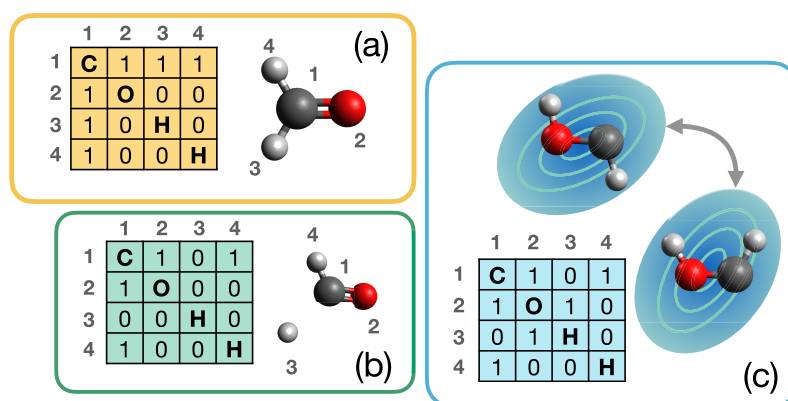 (a)
1 2 3 4
1 C 1 1 1
2 1 O 0 0
3 1 0 H 0
4 1 0 0 H
4
1
2
3
(b)
1 2 3 4
1 C 1 0 1
2 1 O 0 0
3 0 0 H 0
4 1 0 0 H
4
1
2
3
(c)
1 2 3 4
1 C 1 0 1
2 1 O 1 0
3 0 1 H 0
4 1 0 0 H